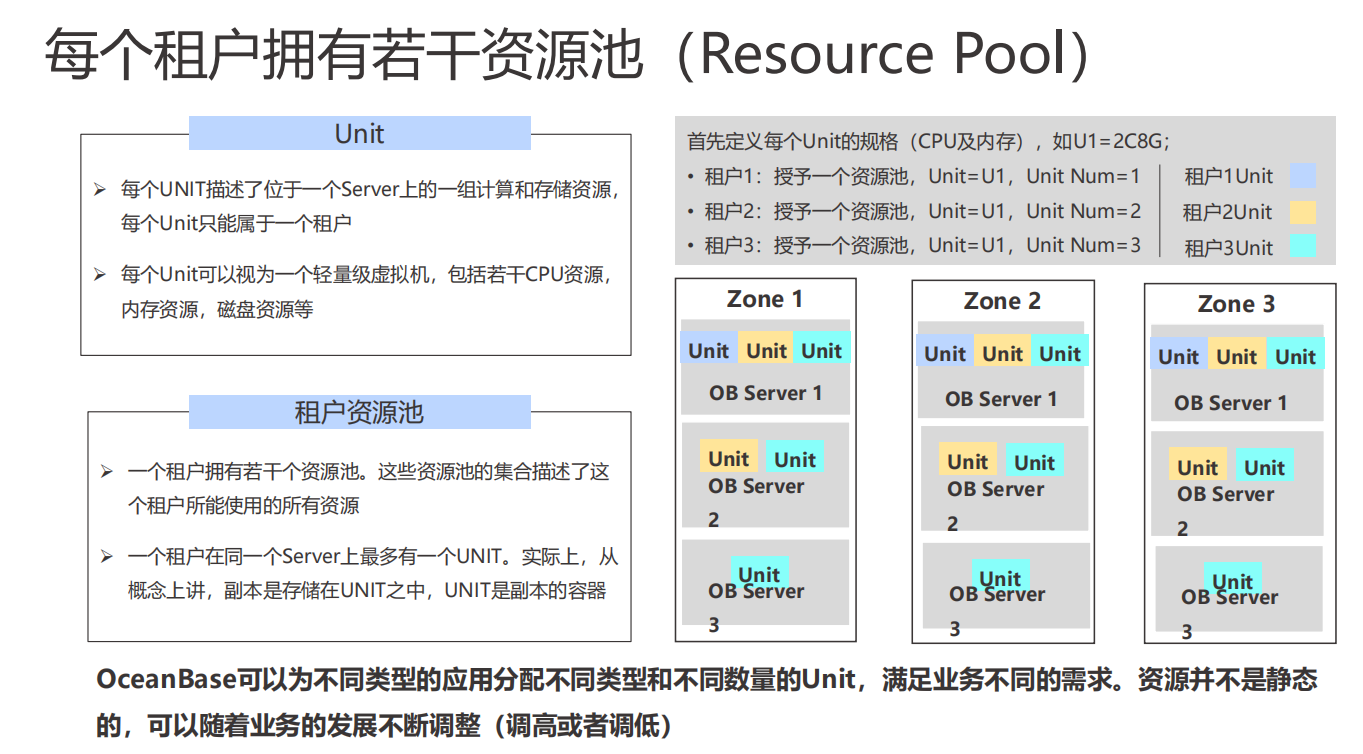 每个租户拥有若干资源池（Resource Pool）
Unit
➢ 每个UNIT描述了位于一个Server上的一组计算和存储资源，
每个Unit只能属于一个租户
➢ 每个Unit可以视为一个轻量级虚拟机，包括若干CPU资源，
内存资源，磁盘资源等
租户资源池
➢ 一个租户拥有若干个资源池。这些资源池的集合描述了这
个租户所能使用的所有资源
➢ 一个租户在同一个Server上最多有一个UNIT。实际上，从
概念上讲，副本是存储在UNIT之中，UNIT是副本的容器
首先定义每个Unit的规格（CPU及内存），如U1=2C8G；
• 租户1：授予一个资源池，Unit=U1，Unit Num=1
• 租户2：授予一个资源池，Unit=U1，Unit Num=2
• 租户3：授予一个资源池，Unit=U1，Unit Num=3
租户1Unit
租户2Unit
租户3Unit
Zone 1
Unit Unit Unit
OB Server 1
Unit Unit
OB Server
2
Unit
OB Server
3
Zone 2
Unit Unit Unit
OB Server 1
Unit Unit
OB Server
2
Unit
OB Server
3
Zone 3
Unit Unit Unit
OB Server 1
Unit Unit
OB Server
2
Unit
OB Server
3
OceanBase可以为不同类型的应用分配不同类型和不同数量的Unit，满足业务不同的需求。资源并不是静态
的，可以随着业务的发展不断调整（调高或者调低）